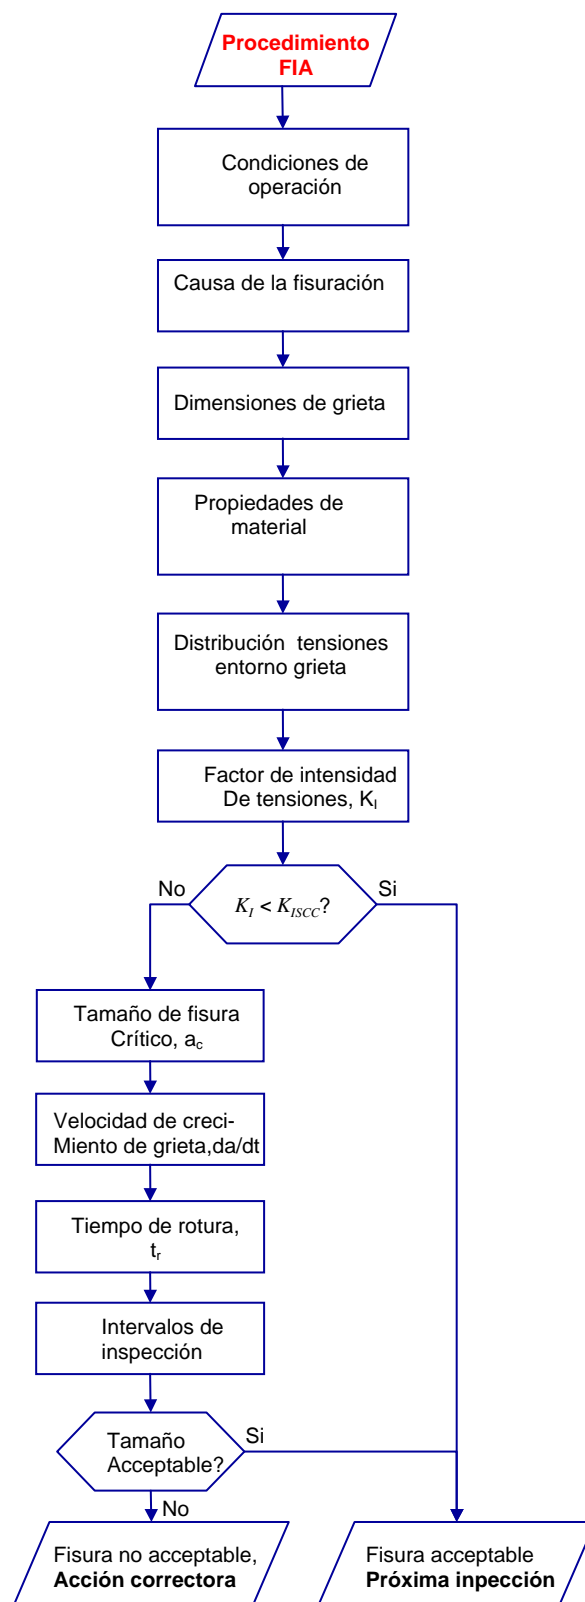 Procedimiento
FIA
Condiciones de
operación
Causa de la fisuración
Dimensiones de grieta
Propiedades de
material
Distribución tensiones
entorno grieta
Factor de intensidad
De tensiones, KI
No
Si
KI < KISCC?
Tamaño de fisura
Crítico, ac
Velocidad de creci-
Miento de grieta,da/dt
Tiempo de rotura,
tr
Intervalos de
inspección
Tamaño
Acceptable?
Si
No
Fisura no acceptable,
Acción correctora
Fisura acceptable
Próxima inpección